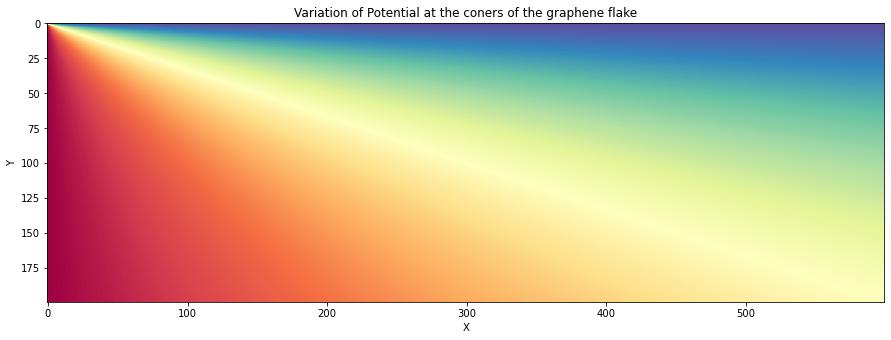 Variation of Potential at the coners of the graphene flake
0
25
50
75
100
125
150
175
Y
0 100 200 300 400 500
X